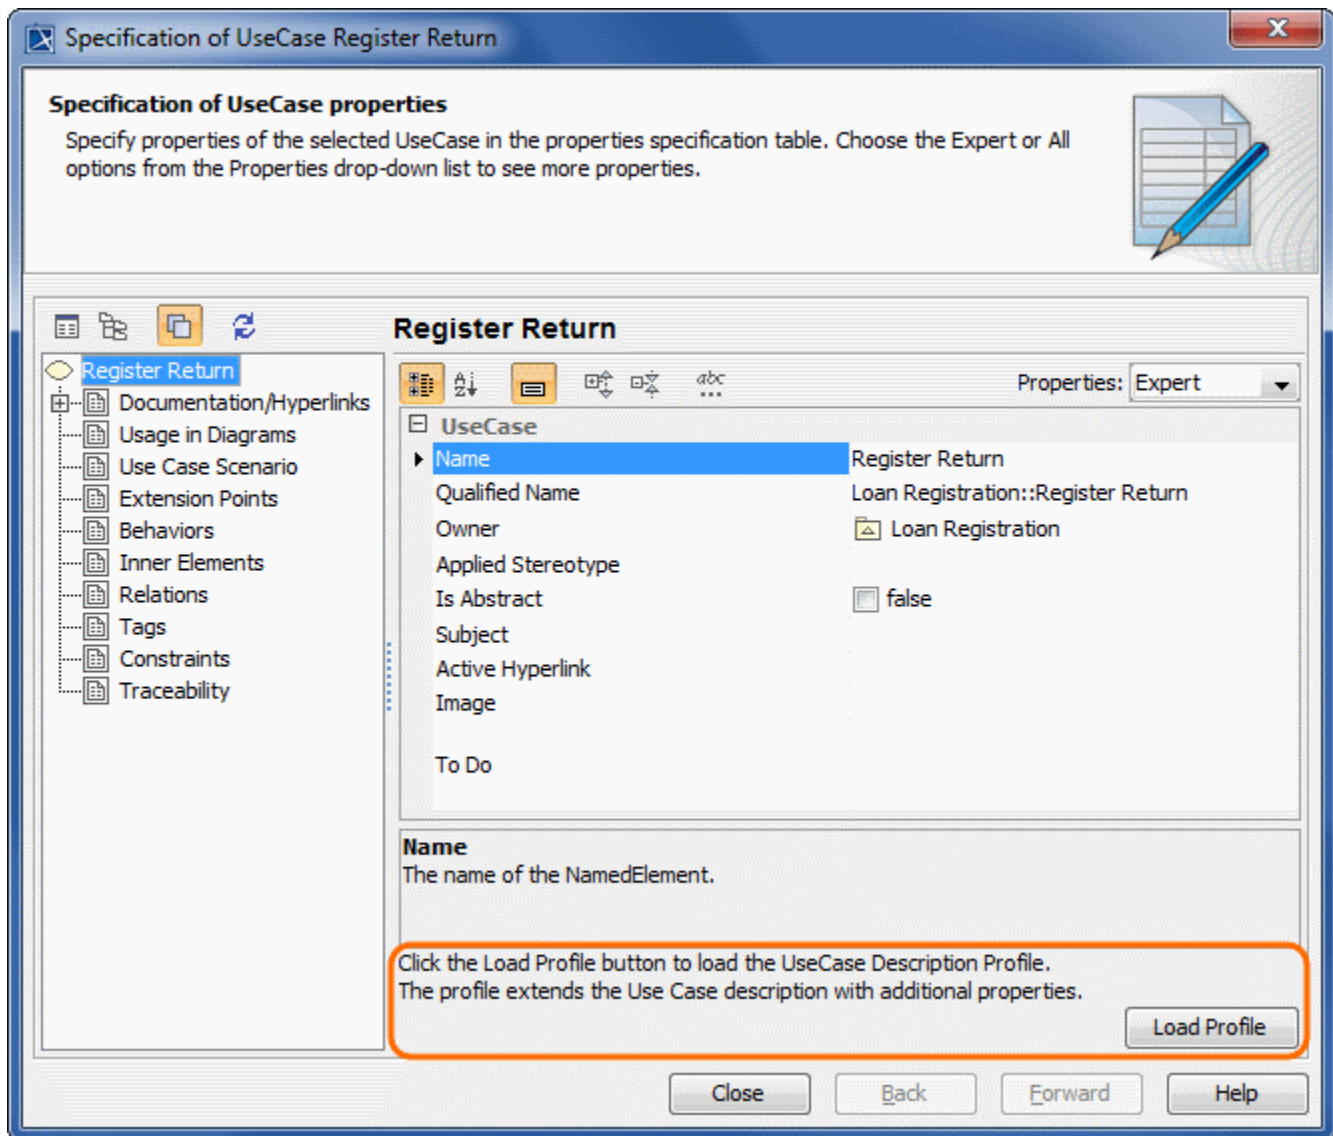 Specification of UseCase Register Return
Specification of UseCase properties
Specify properties of the selected UseCase in the properties specification table. Choose the Expert or All
options from the Properties drop-down list to see more properties.
Register Return
Register Return
Documentation/Hyperlinks
Usage in Diagrams
Use Case Scenario
Extension Points
Behaviors
Inner Elements
Relations
Tags
Constraints
Traceability
abc
Properties: Expert
UseCase
Name Register Return
Qualified Name Loan Registration::Register Return
Owner Loan Registration
Applied Stereotype
Is Abstract false
Subject
Active Hyperlink
Image
To Do
Name
The name of the NamedElement.
Click the Load Profile button to load the UseCase Description Profile.
The profile extends the Use Case description with additional properties.
Load Profile
Close Back Forward Help